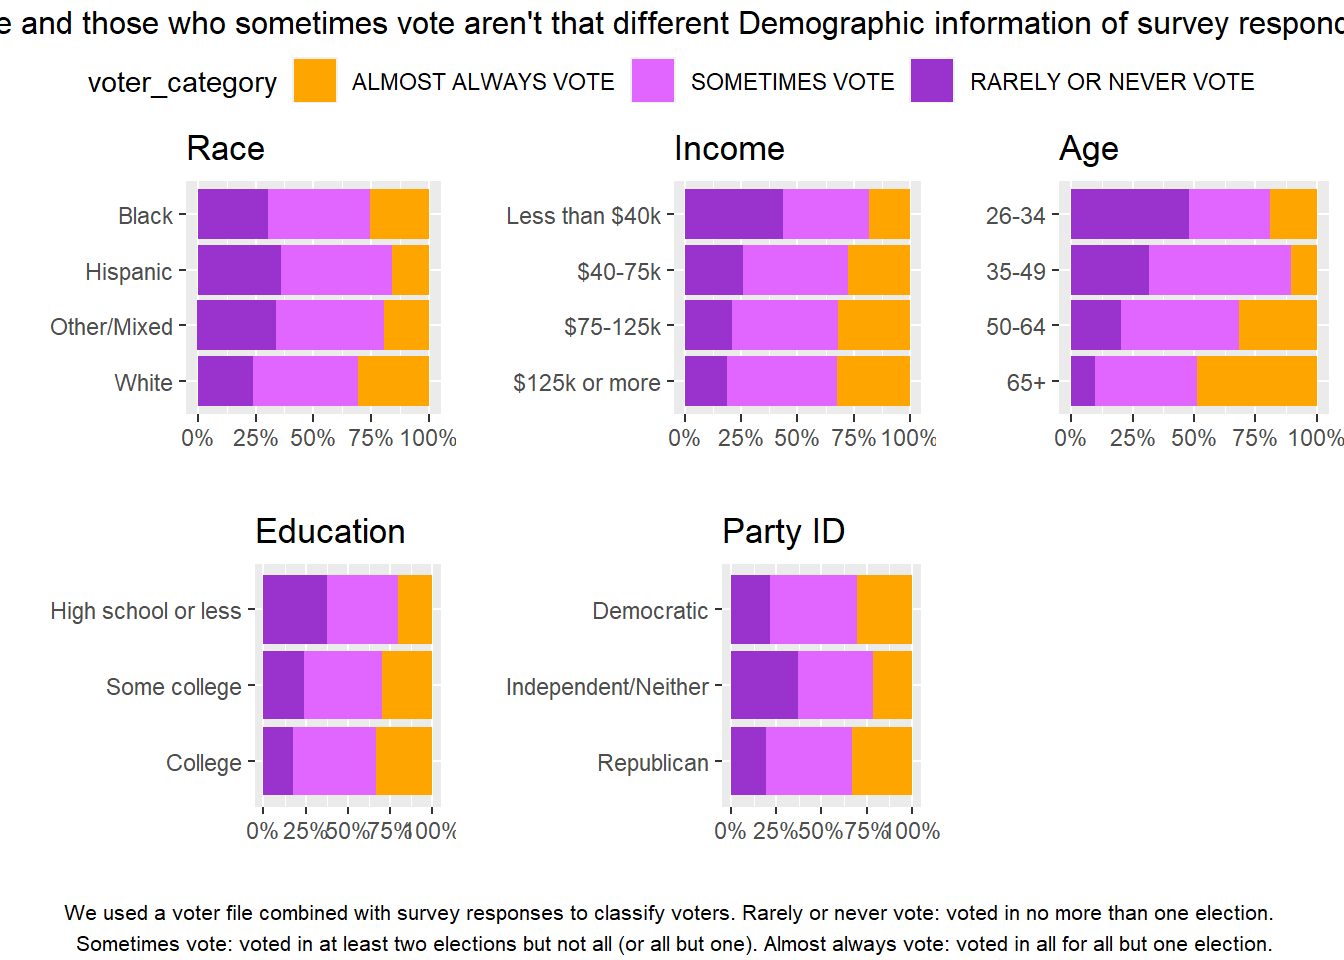 e and those who sometimes vote aren't that different Demographic information of survey respond
voter_category ALMOST ALWAYS VOTE SOMETIMES VOTE RARELY OR NEVER VOTE
Race
Black
Hispanic
Other/Mixed
White
0% 25% 50% 75% 100%
Income
Less than $40k
$40-75k
$75-125k
$125k or more
0% 25% 50% 75% 100%
Age
26-34
35-49
50-64
65+
0% 25% 50% 75% 100%
Education
High school or less
Some college
College
0% 25% 50% 75% 100%
Party ID
Democratic
Independent/Neither
Republican
0% 25% 50% 75% 100%
We used a voter file combined with survey responses to classify voters. Rarely or never vote: voted in no more than one election.
Sometimes vote: voted in at least two elections but not all (or all but one). Almost always vote: voted in all for all but one election.